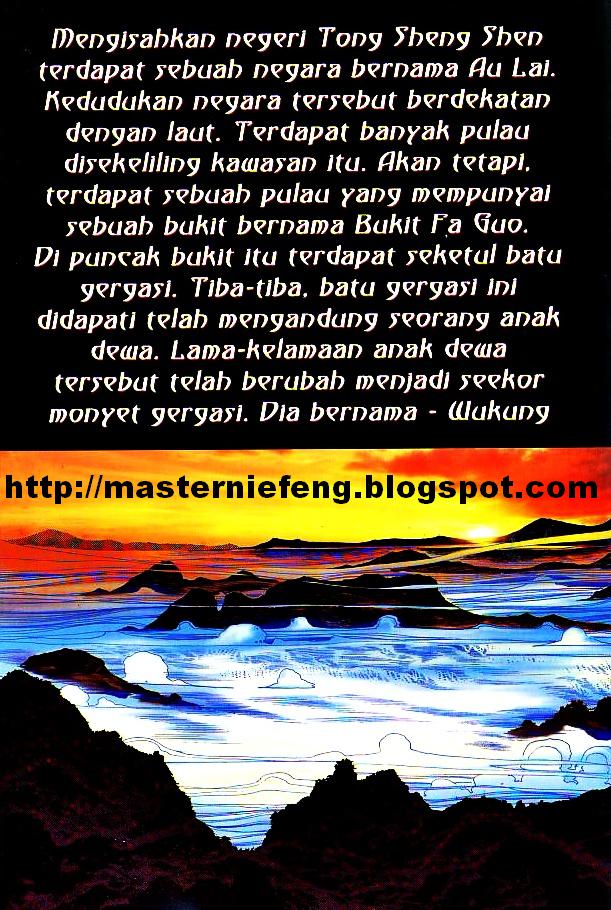 Mengisahkan negeri Tong Sheng Shen
terdapat sebuah negara bernama Au Lai.
Kedudukan negara tersebut berdekatan
dengan laut. Terdapat banyak pulau
disekeliling kawasan itu. Akan tetapi,
terdapat sebuah pulau yang mempunyai
sebuah bukit bernama Bukit Fa Guo.
Di puncak bukit itu terdapat seketul batu
gergasi. Tiba-tiba, batu gergasi ini
didapati telah mengandung seorang anak
dewa. Lama-kelamaan anak dewa
tersebut telah berubah menjadi seekor
monyet gergasi. Dia bernama - Wukung
http://masterniefeng.blogspot.com